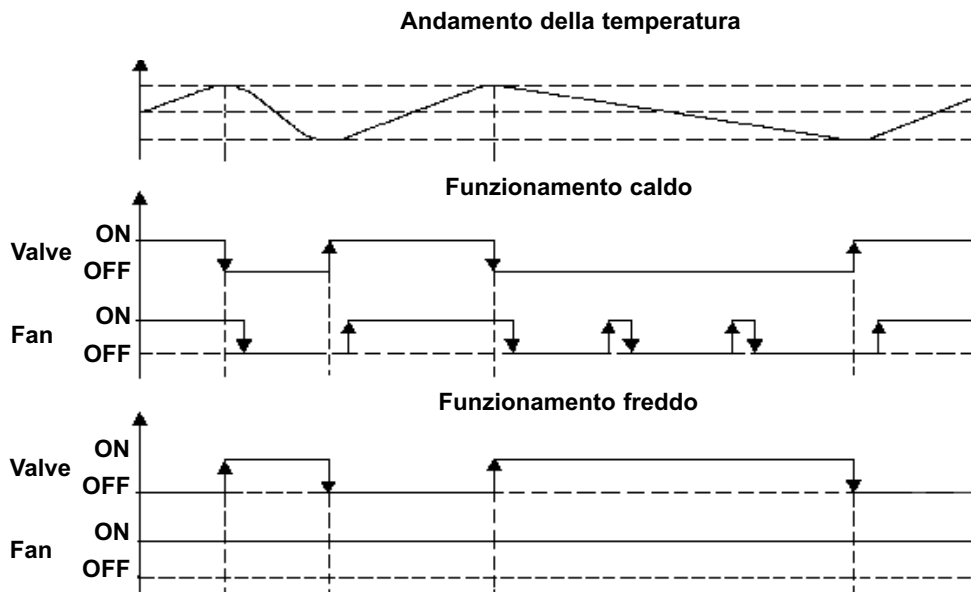 Andamento della temperatura
Funzionamento caldo
ON
Valve
OFF
ON
Fan
OFF
Funzionamento freddo
ON
Valve
OFF
ON
Fan
OFF